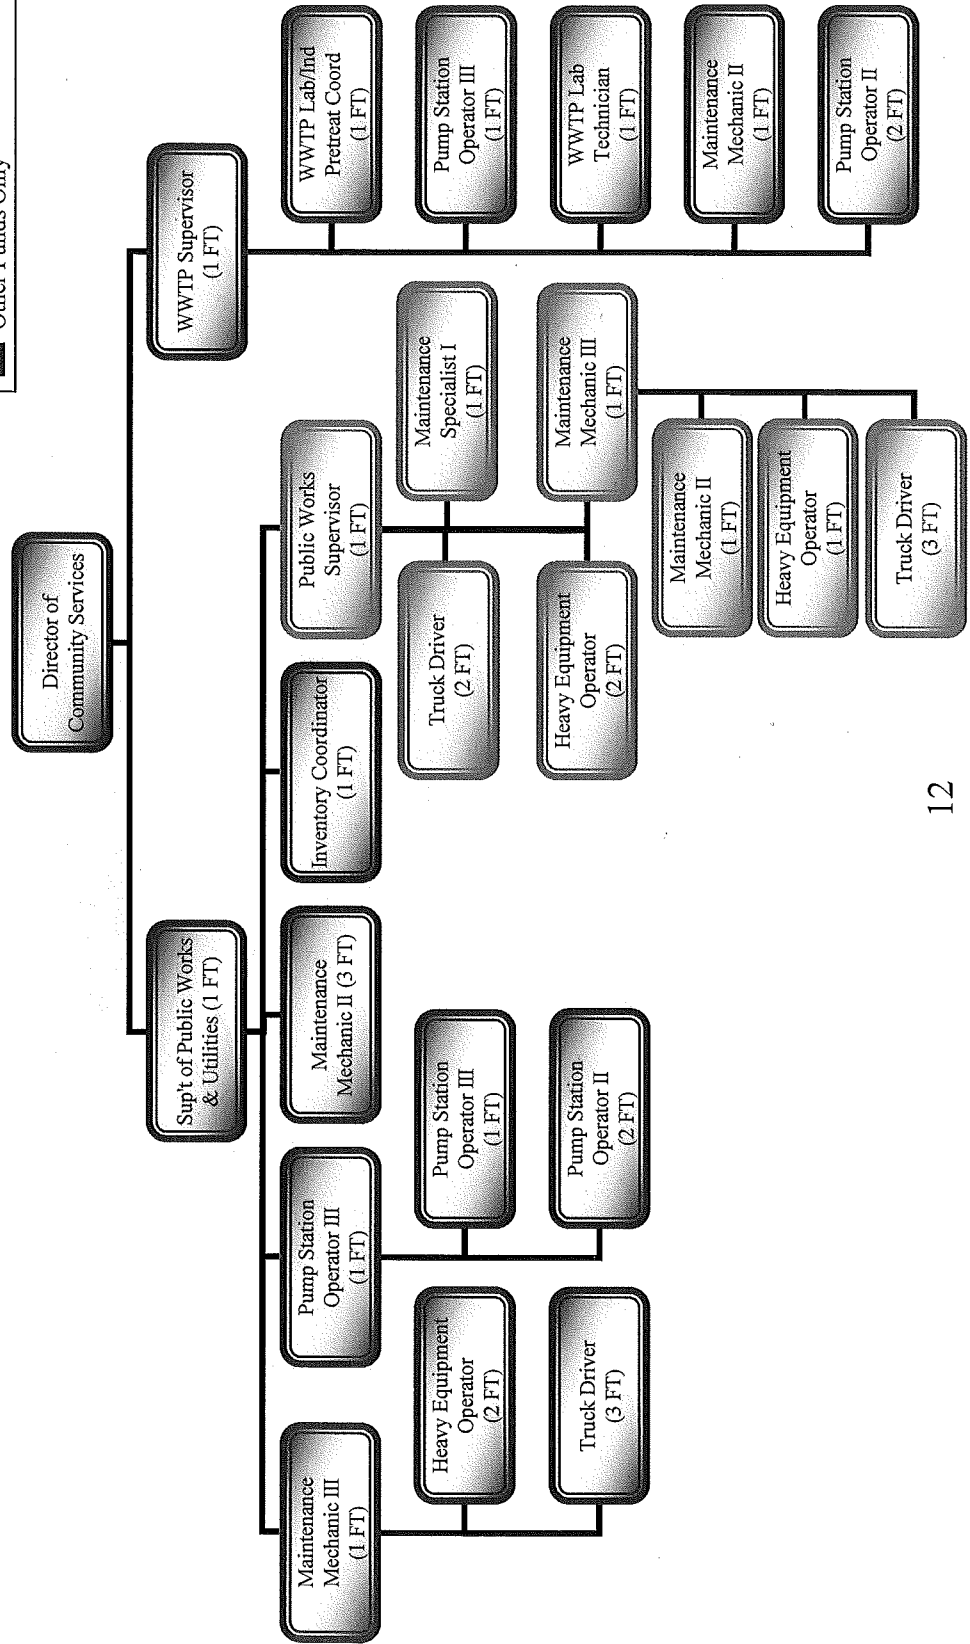 Other Funds Only
Director of
Community Services
Sup't of Public Works
& Utilities (1 FT)
WWTP Supervisor
(1 FT)
Maintenance
Mechanic III
(1 FT)
Pump Station
Operator III
(1 FT)
Maintenance
Mechanic II (3 FT)
Inventory Coordinator
(1 FT)
Public Works
Supervisor
(1 FT)
WWTP Lab/Ind
Pretreat Coord
(1 FT)
Heavy Equipment
Operator
(2 FT)
Pump Station
Operator III
(1 FT)
Truck Driver
(2 FT)
Maintenance
Specialist I
(1 FT)
Pump Station
Operator III
(1 FT)
Truck Driver
(3 FT)
Pump Station
Operator II
(2 FT)
Heavy Equipment
Operator
(2 FT)
Maintenance
Mechanic III
(1 FT)
WWTP Lab
Technician
(1 FT)
Maintenance
Mechanic II
(1 FT)
Maintenance
Mechanic II
(1 FT)
Heavy Equipment
Operator
(1 FT)
Pump Station
Operator II
(2 FT)
Truck Driver
(3 FT)
12